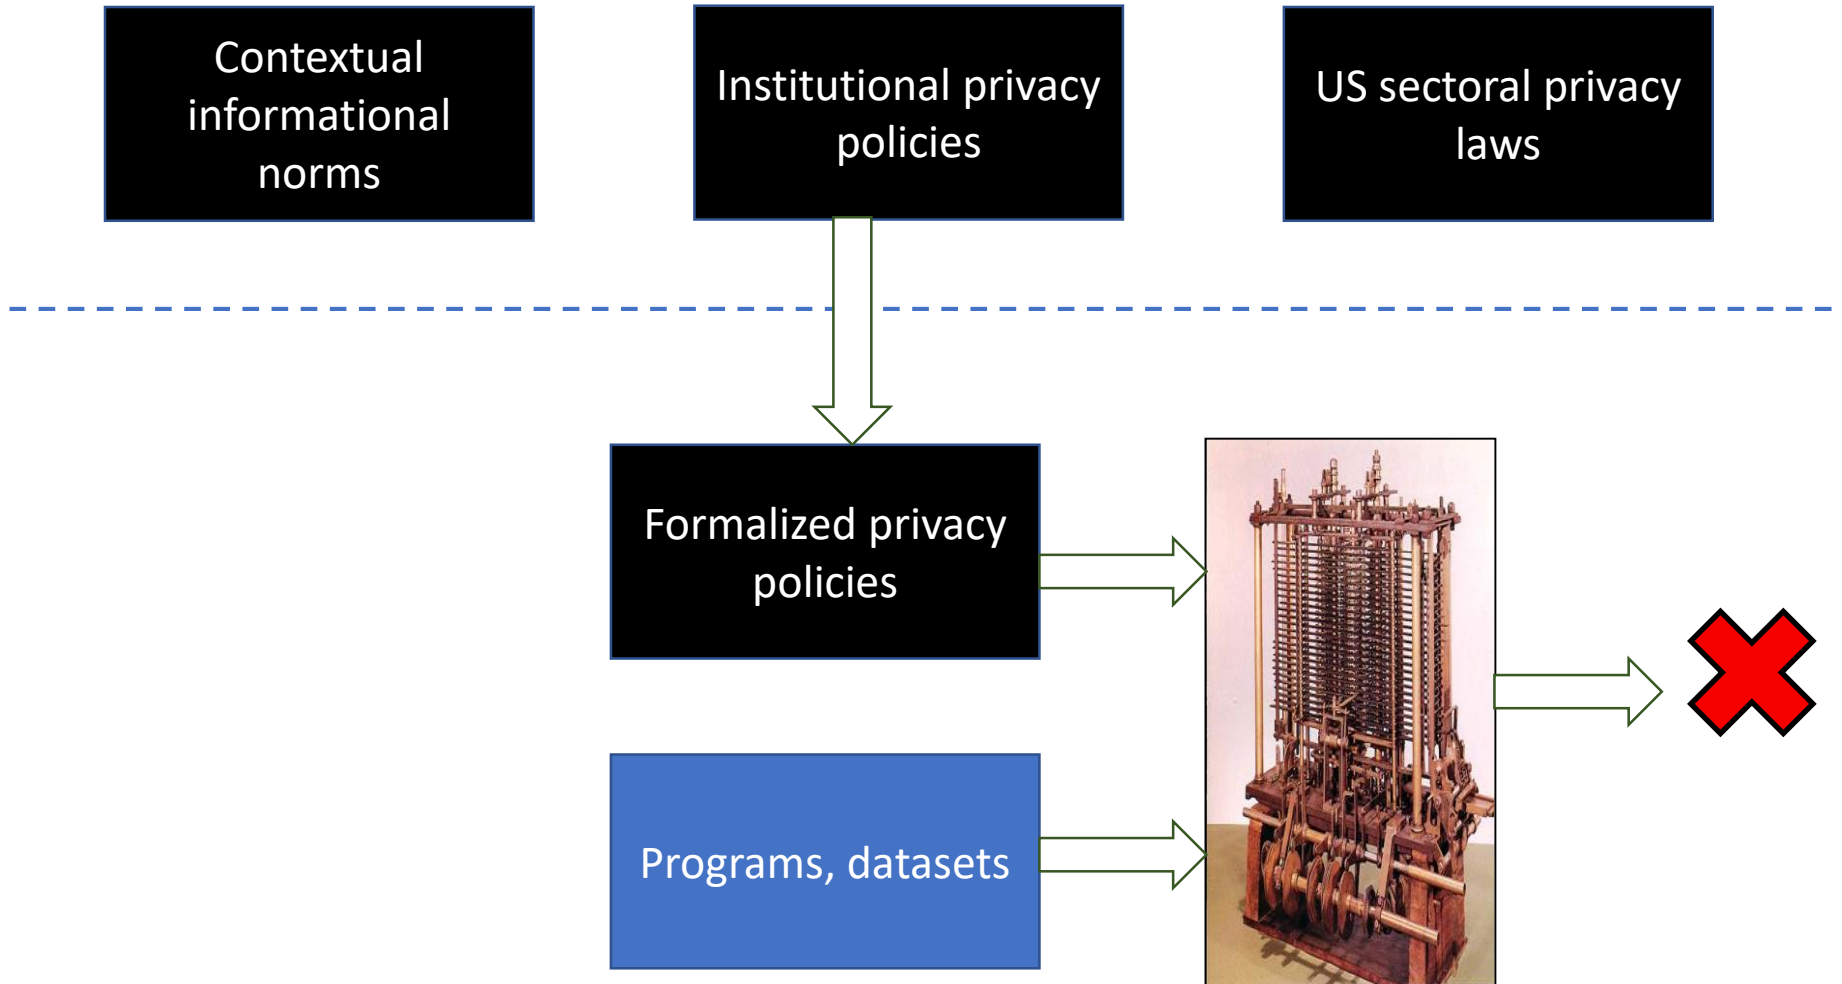 Contextual
informational
norms
Institutional privacy
policies
US sectoral privacy
laws
Formalized privacy
policies
Programs, datasets